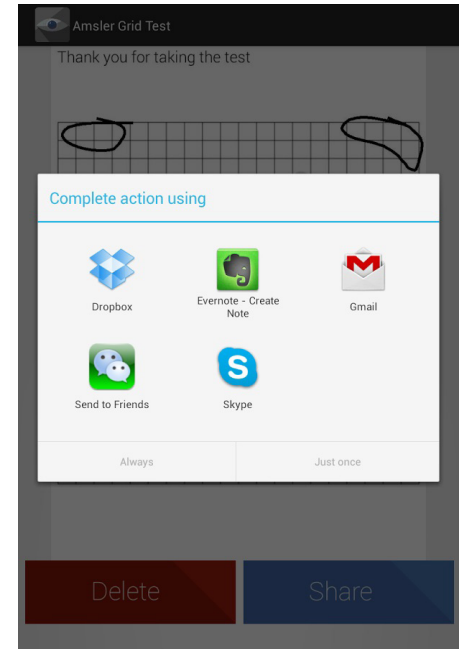 Amsler Grid Test
Thank you for taking the test
Complete action using
Dropbox
Evernote - Create
Note
Gmail
Send to Friends
Skype
Always
Just once
Delete
Share